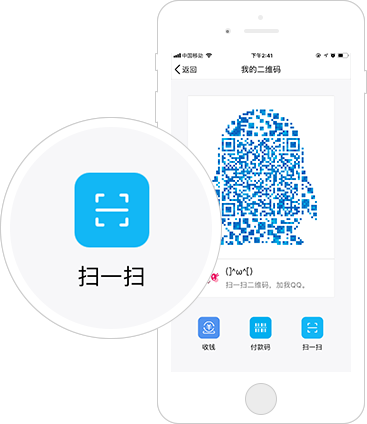 中国移动
下午2:41
返回
我的二维码
扫一扫
(]^ω^[)
扫一扫二维码，加我QQ。
收钱
付款码
扫一扫